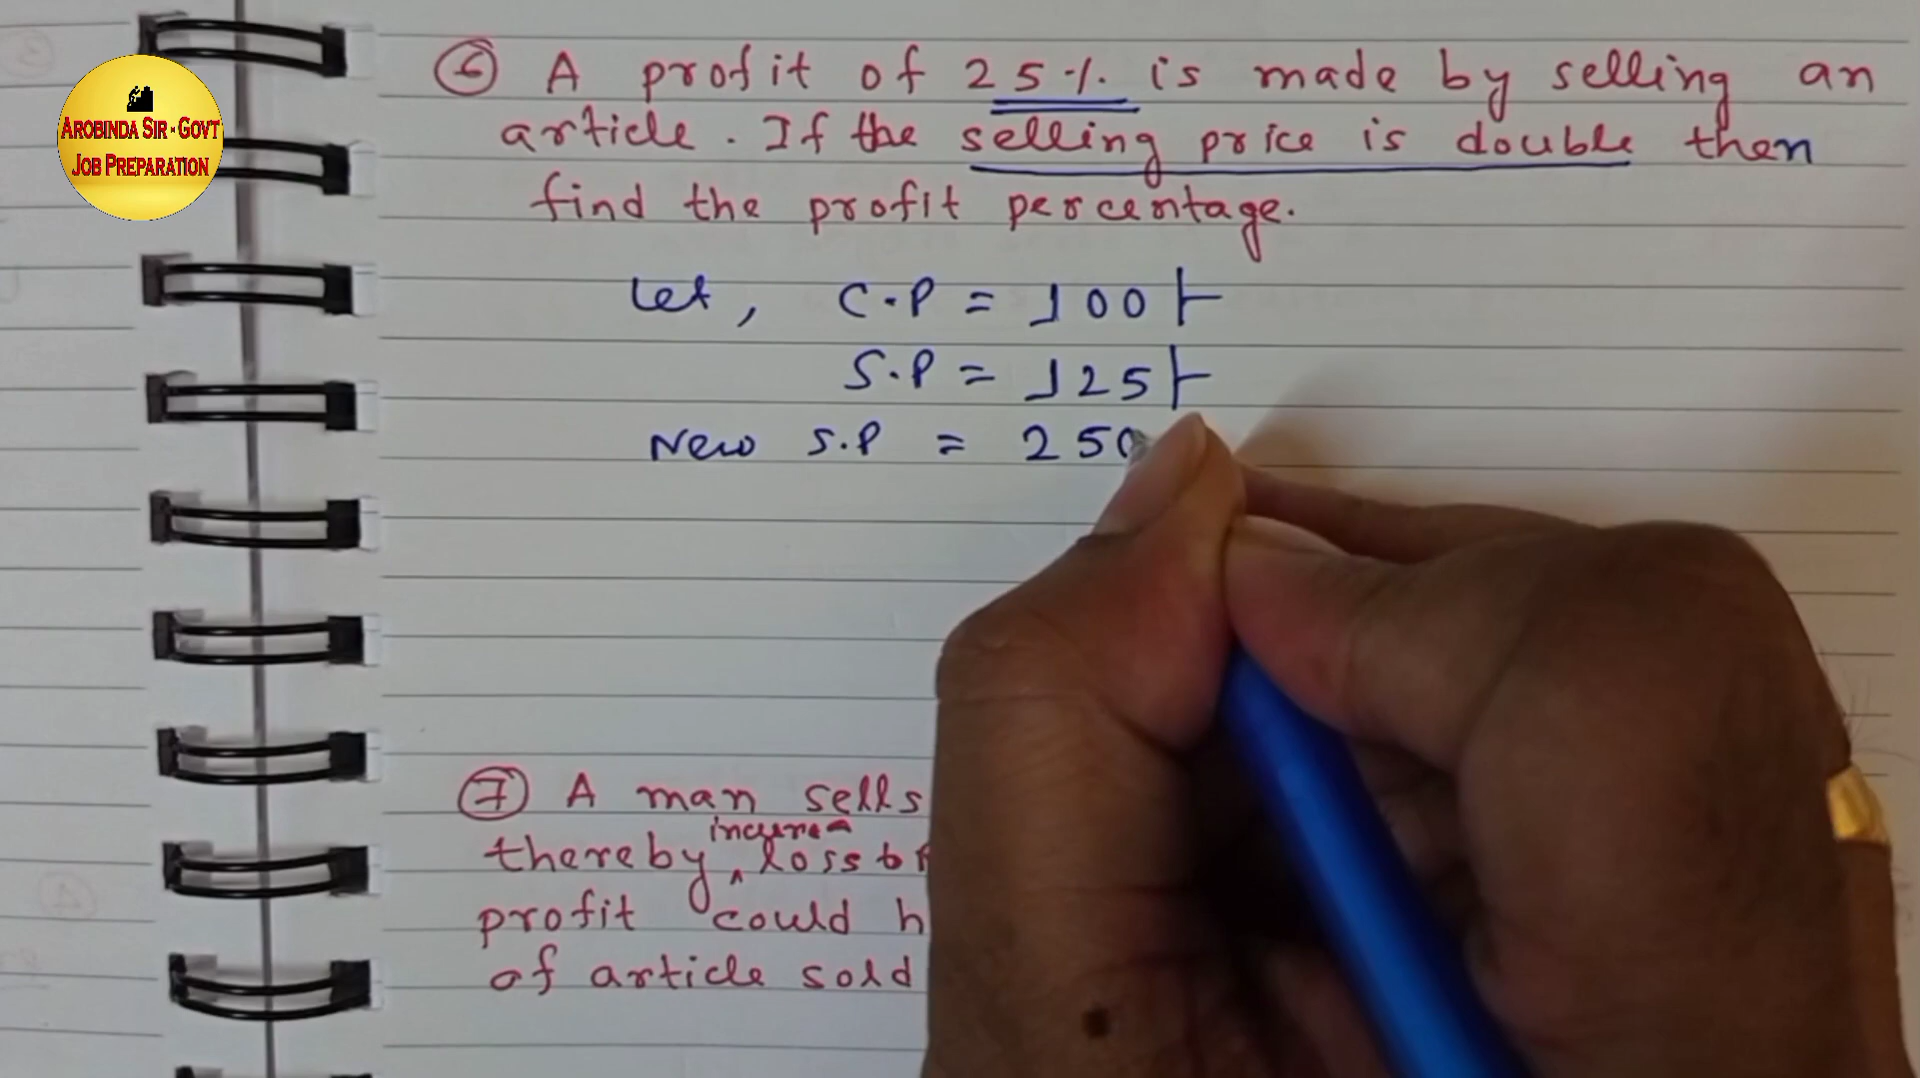 AROBINDA SIR - GOVT
JOB PREPARATION
6 A profit of 25% is made by selling an
article. If the selling price is double then
find the profit percentage.
Let, C.P = 100/-
S.P = 125/-
New S.P = 250
7 A man sells
incurs a
thereby ^ loss
profit could
of article sold